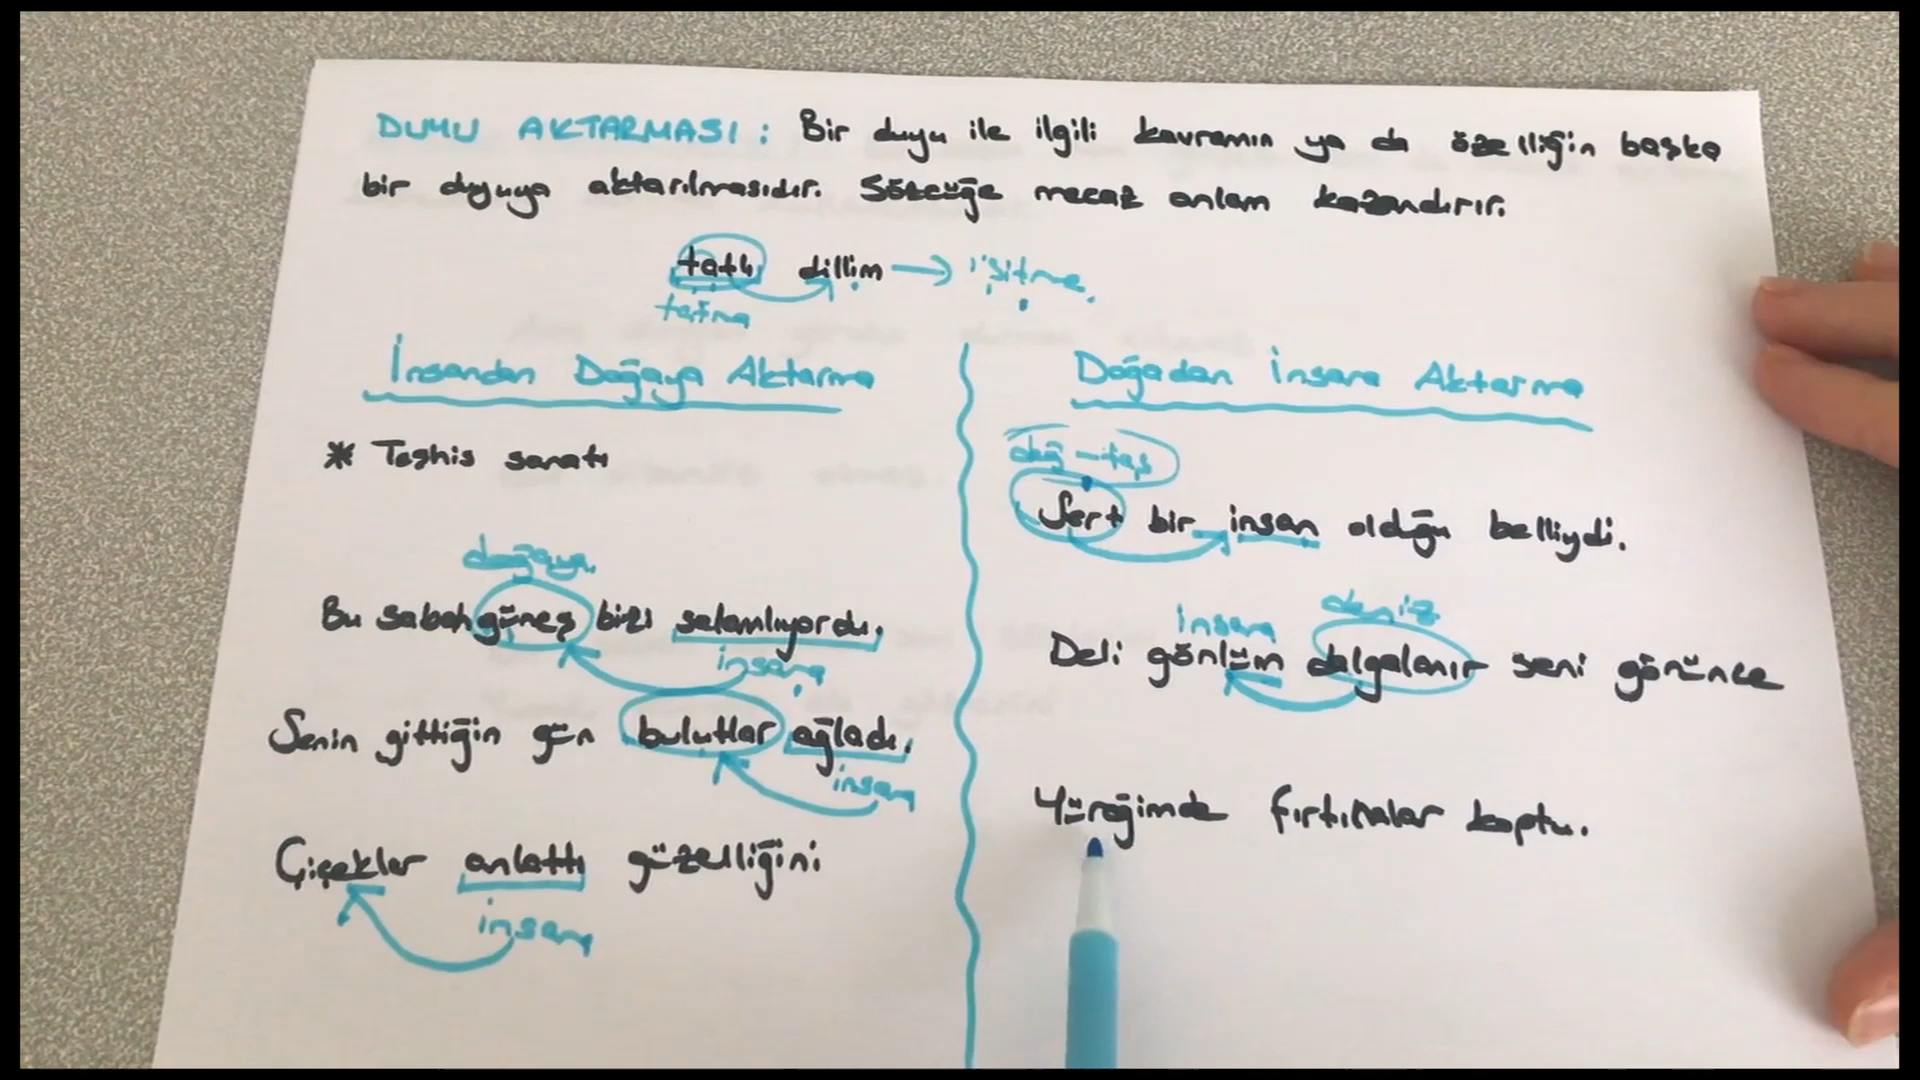 DUYU AKTARMASI : Bir duyu ile ilgili kavramın ya da özelliğin başka
bir duyuya aktarılmasıdır. Sözcüğe mecaz anlam kazandırır.
tatlı dillim → işitme
tatma
İnsandan Doğaya Aktarma
* Teşhis sanatı
doğaya
Bu sabah güneş bizi selamlıyordu.
insan
Senin gittiğin gün bulutlar ağladı.
insan
Çiçekler anlattı güzelliğini
insan
Doğadan İnsana Aktarma
dağ - taş
Sert bir insan olduğu belliydi.
insan deniz
Deli gönlüm dalgalanır seni görünce
Yüreğimde fırtınalar koptu.